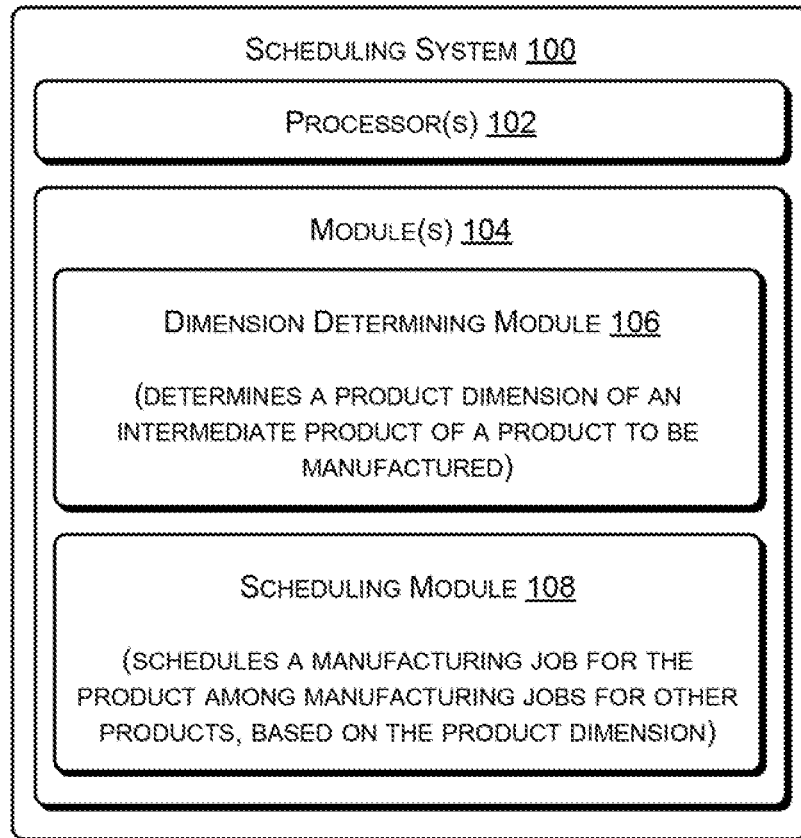 SCHEDULING SYSTEM 100
PROCESSOR(S) 102
MODULE(S) 104
DIMENSION DETERMINING MODULE 106
(DETERMINES A PRODUCT DIMENSION OF AN
INTERMEDIATE PRODUCT OF A PRODUCT TO BE
MANUFACTURED)
SCHEDULING MODULE 108
(SCHEDULES A MANUFACTURING JOB FOR THE
PRODUCT AMONG MANUFACTURING JOBS FOR OTHER
PRODUCTS, BASED ON THE PRODUCT DIMENSION)